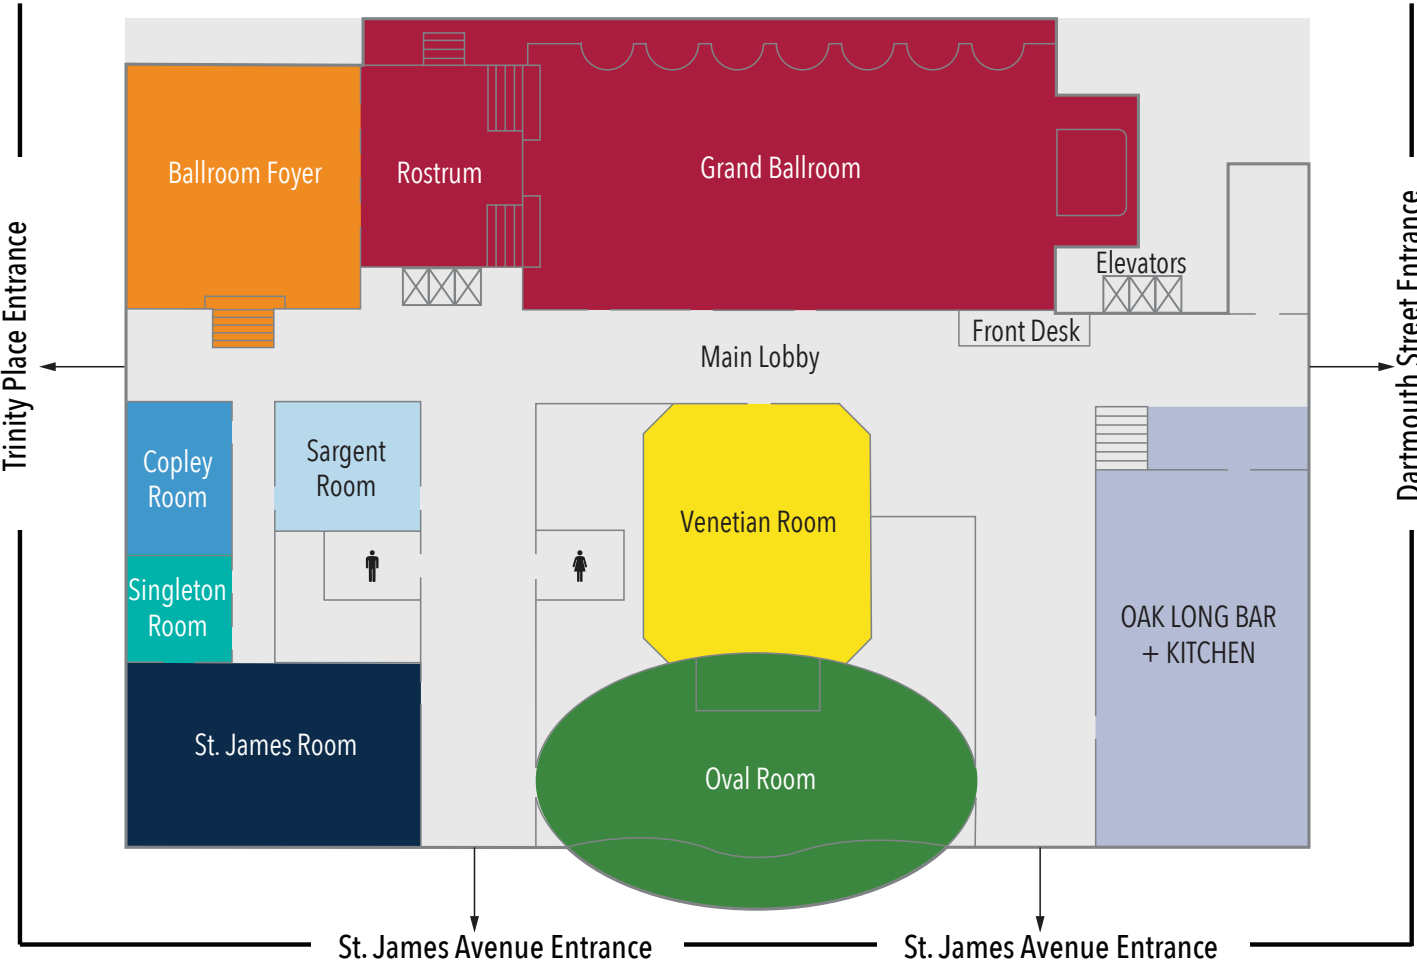 Ballroom Foyer
Rostrum
Grand Ballroom
Elevators
Front Desk
Main Lobby
Trinity Place Entrance
Dartmouth Street Entrance
Copley
Room
Sargent
Room
Venetian Room
Singleton
Room
OAK LONG BAR
+ KITCHEN
St. James Room
Oval Room
St. James Avenue Entrance
St. James Avenue Entrance